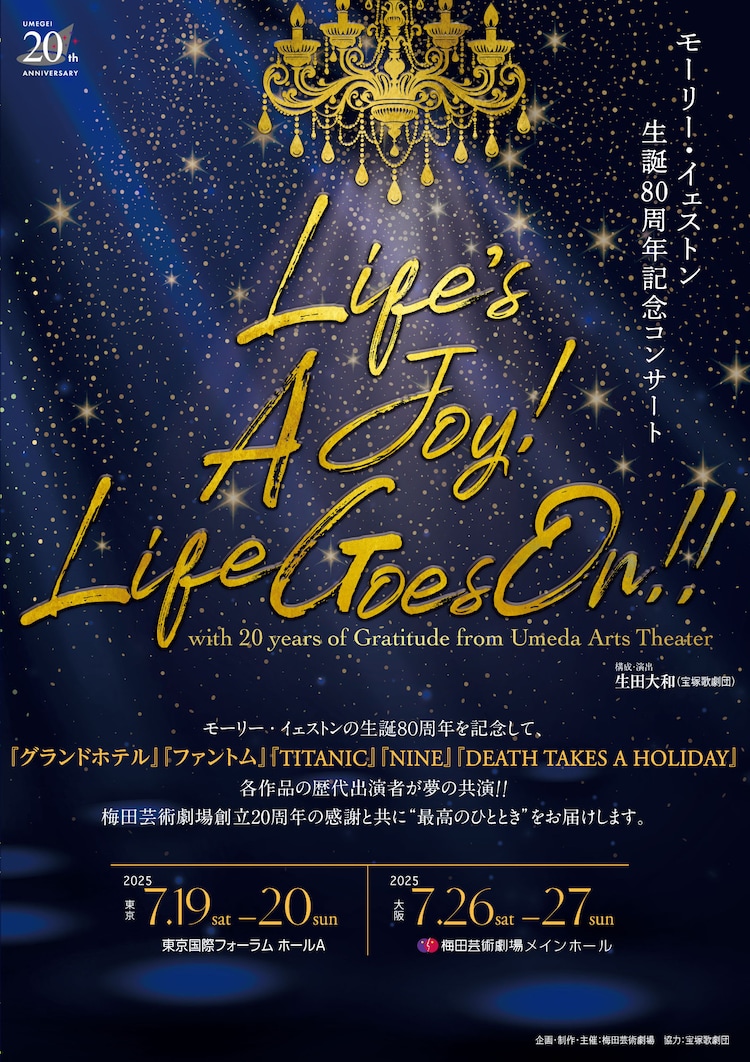 UMEGEI
20th
ANNIVERSARY
モーリー・イェストン
生誕80周年記念コンサート
Life's
A Joy!
Life Goes On!!
with 20 years of Gratitude from Umeda Arts Theater
構成・演出
生田大和(宝塚歌劇団)
モーリー・イェストンの生誕80周年を記念して、
『グランドホテル』『ファントム』『TITANIC』『NINE』『DEATH TAKES A HOLIDAY』
各作品の歴代出演者が夢の共演!!
梅田芸術劇場創立20周年の感謝と共に“最高のひととき”をお届けします。
2025
東京
7.19sat–20sun
東京国際フォーラム ホールA
2025
大阪
7.26sat–27sun
梅田芸術劇場メインホール
企画・制作・主催:梅田芸術劇場 協力:宝塚歌劇団